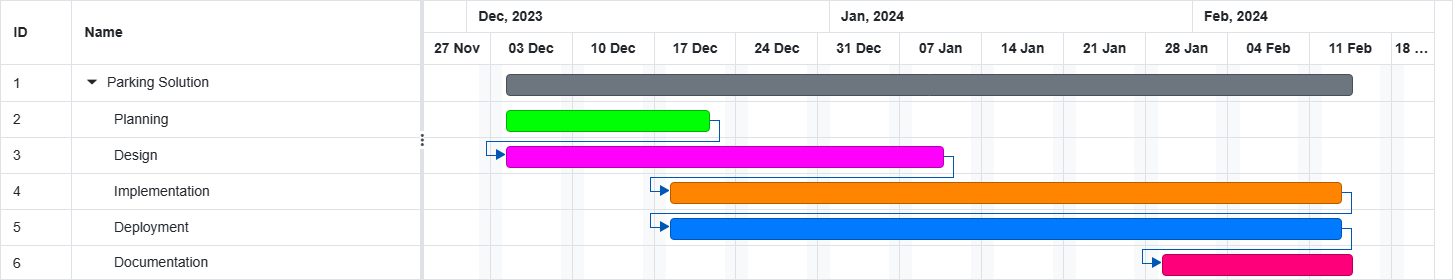 ID Name Dec, 2023 Jan, 2024 Feb, 2024
27 Nov 03 Dec 10 Dec 17 Dec 24 Dec 31 Dec 07 Jan 14 Jan 21 Jan 28 Jan 04 Feb 11 Feb 18 ...
1 Parking Solution
2 Planning
3 Design
4 Implementation
5 Deployment
6 Documentation